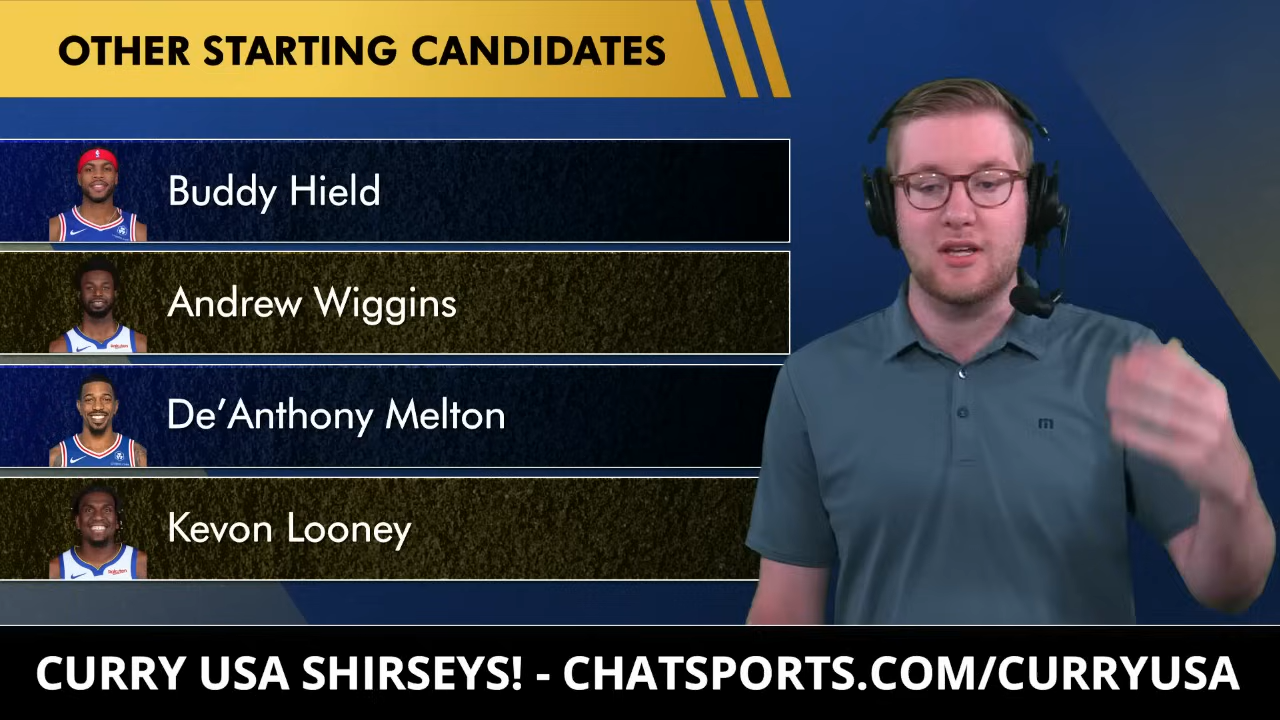 OTHER STARTING CANDIDATES
Buddy Hield
Andrew Wiggins
De’Anthony Melton
Kevon Looney
m
CURRY USA SHIRSEYS! - CHATSPORTS.COM/CURRYUSA